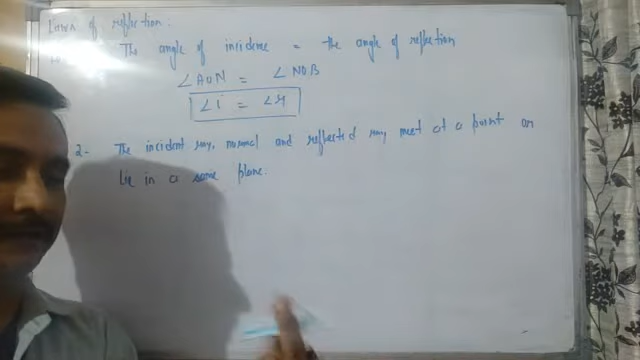 Laws of reflection:
The angle of incidence = the angle of reflection
∠AON = ∠NOB
∠i = ∠r
2- The incident ray, normal and reflected ray meet at a point or
lie in a same plane.